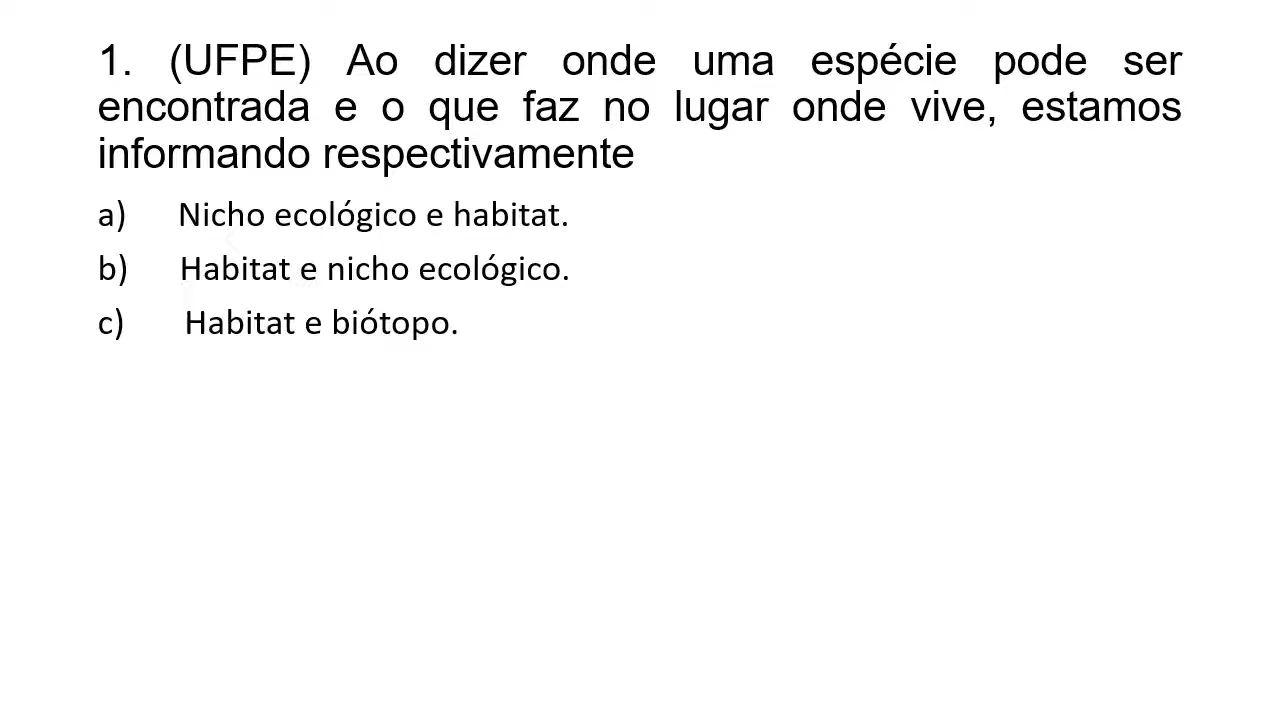 1. (UFPE) Ao dizer onde uma espécie pode ser
encontrada e o que faz no lugar onde vive, estamos
informando respectivamente
a) Nicho ecológico e habitat.
b) Habitat e nicho ecológico.
c) Habitat e biótopo.